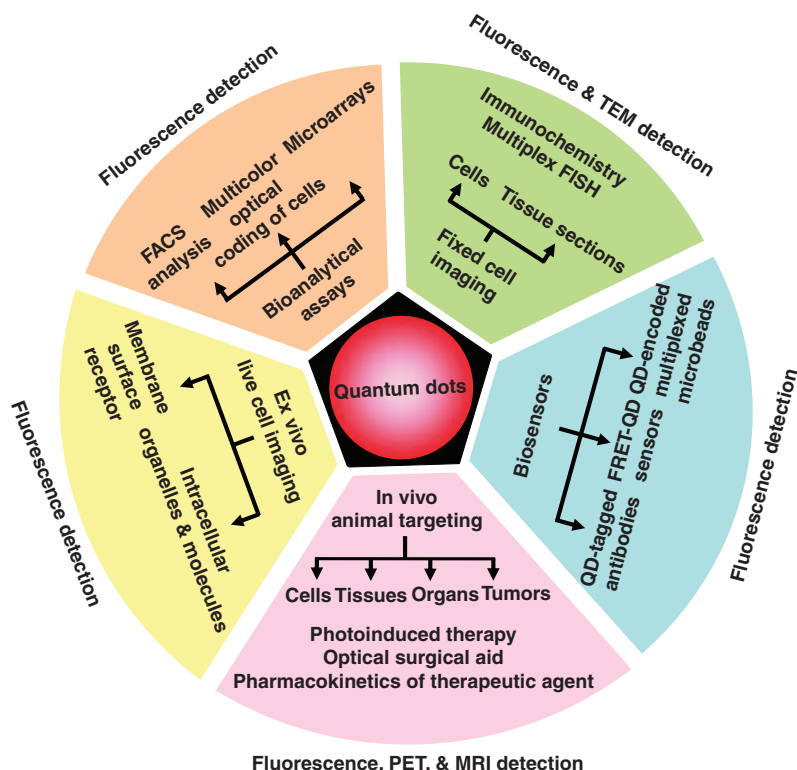 Fluorescence detection
FACS
analysis
Multicolor
optical
coding of cells
Microarrays
Bioanalytical
assays
Fluorescence & TEM detection
Immunochemistry
Multiplex FISH
Cells
Tissue sections
Fixed cell
imaging
Quantum dots
Fluorescence detection
Biosensors
QD-encoded
multiplexed
microbeads
FRET-QD
sensors
QD-tagged
antibodies
Fluorescence detection
Ex vivo
live cell imaging
Membrane
surface
receptor
Intracellular
organelles & molecules
In vivo
animal targeting
Cells Tissues Organs Tumors
Photoinduced therapy
Optical surgical aid
Pharmacokinetics of therapeutic agent
Fluorescence, PET, & MRI detection